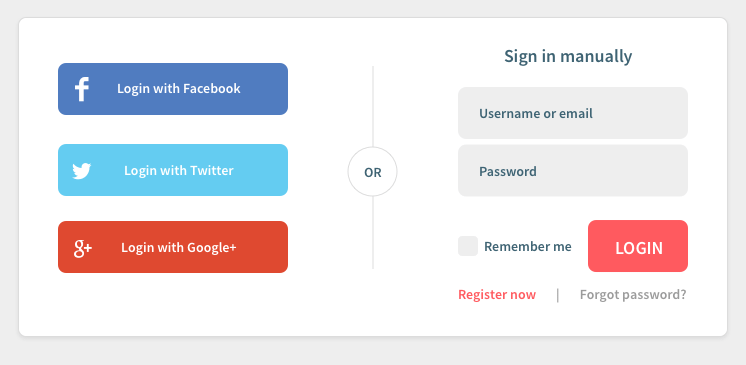 Login with Facebook
Login with Twitter
g+ Login with Google+
OR
Sign in manually
Username or email
Password
Remember me
LOGIN
Register now | Forgot password?